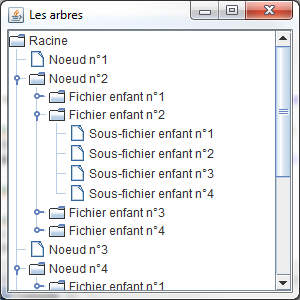 Les arbres
Racine
Noeud n°1
Noeud n°2
Fichier enfant n°1
Fichier enfant n°2
Sous-fichier enfant n°1
Sous-fichier enfant n°2
Sous-fichier enfant n°3
Sous-fichier enfant n°4
Fichier enfant n°3
Fichier enfant n°4
Noeud n°3
Noeud n°4
Fichier enfant n°1